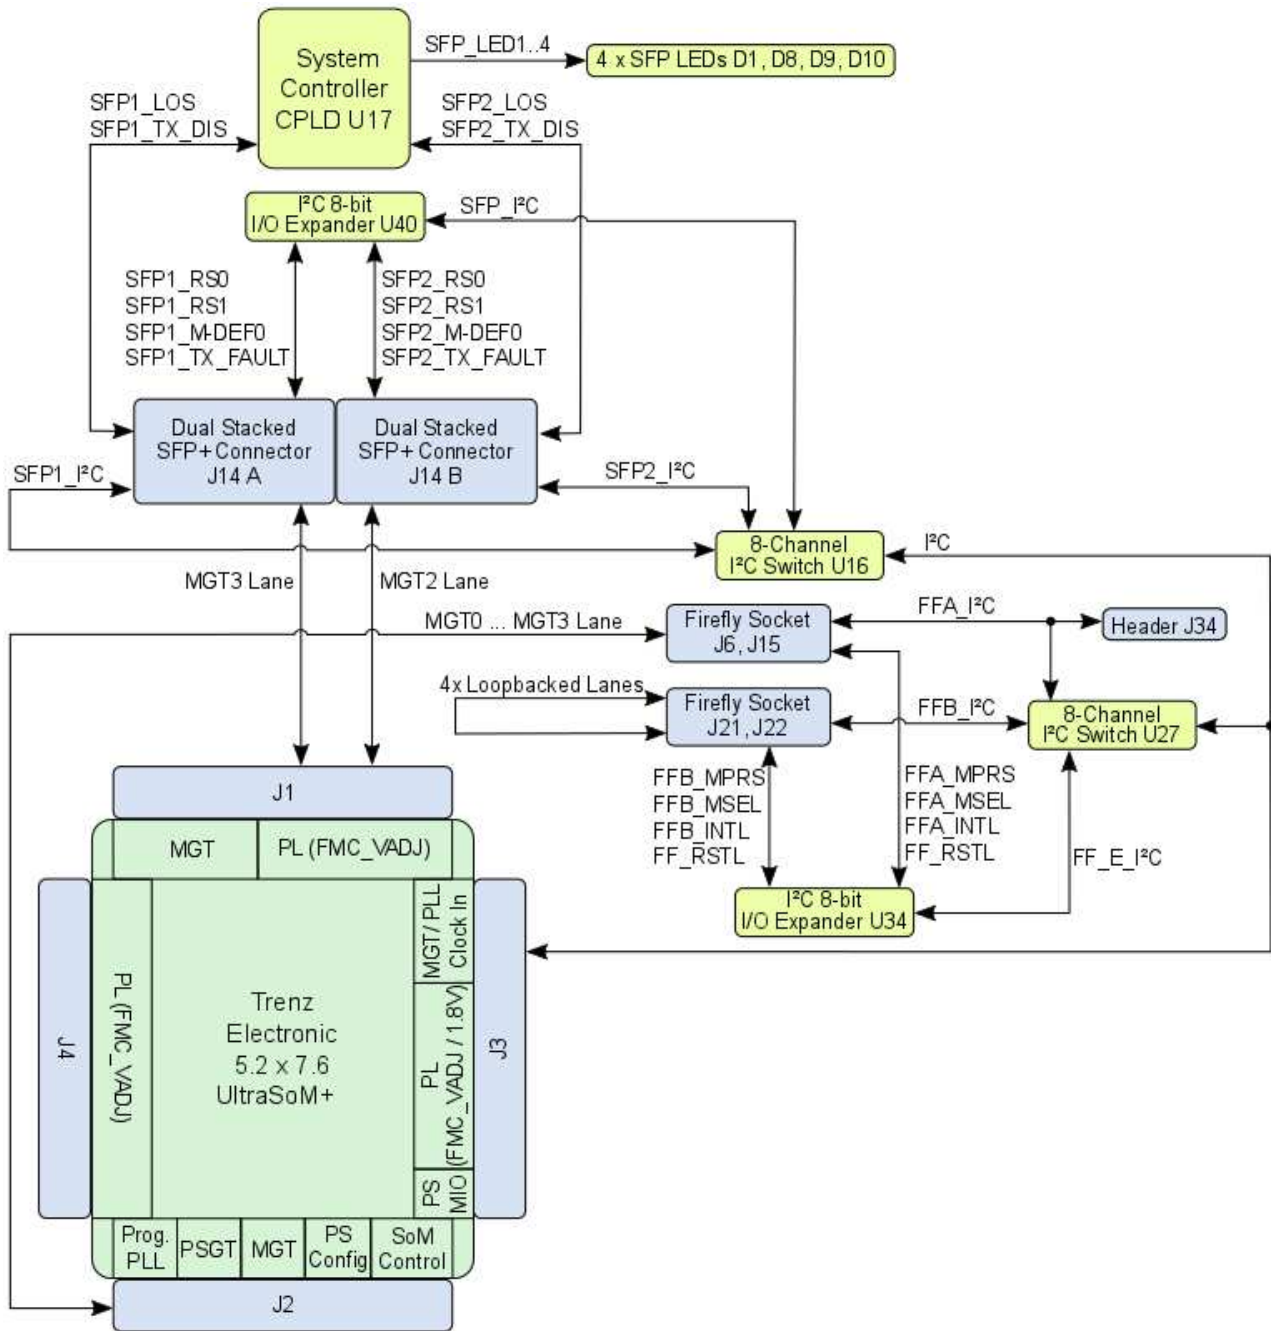 System
Controller
CPLD U17
SFP_LED1..4
4 x SFP LEDs D1, D8, D9, D10
SFP1_LOS
SFP1_TX_DIS
SFP2_LOS
SFP2_TX_DIS
I²C 8-bit
I/O Expander U40
SFP_I²C
SFP1_RS0
SFP1_RS1
SFP1_M-DEF0
SFP1_TX_FAULT
SFP2_RS0
SFP2_RS1
SFP2_M-DEF0
SFP2_TX_FAULT
Dual Stacked
SFP+ Connector
J14 A
Dual Stacked
SFP+ Connector
J14 B
SFP1_I²C
SFP2_I²C
8-Channel
I²C Switch U16
I²C
MGT3 Lane
MGT2 Lane
MGT0 ... MGT3 Lane
Firefly Socket
J6, J15
FFA_I²C
Header J34
4x Loopbacked Lanes
Firefly Socket
J21, J22
FFB_I²C
8-Channel
I²C Switch U27
FFB_MPRS
FFB_MSEL
FFB_INTL
FF_RSTL
FFA_MPRS
FFA_MSEL
FFA_INTL
FF_RSTL
FF_E_I²C
I²C 8-bit
I/O Expander U34
J1
MGT
PL (FMC_VADJ)
MGT/ PLL
Clock In
PL (FMC_VADJ)
J4
Trenz
Electronic
5.2 x 7.6
UltraSoM+
PL
(FMC_VADJ / 1.8V)
J3
PS
MIO
Prog.
PLL
PSGT
MGT
PS
Config
SoM
Control
J2